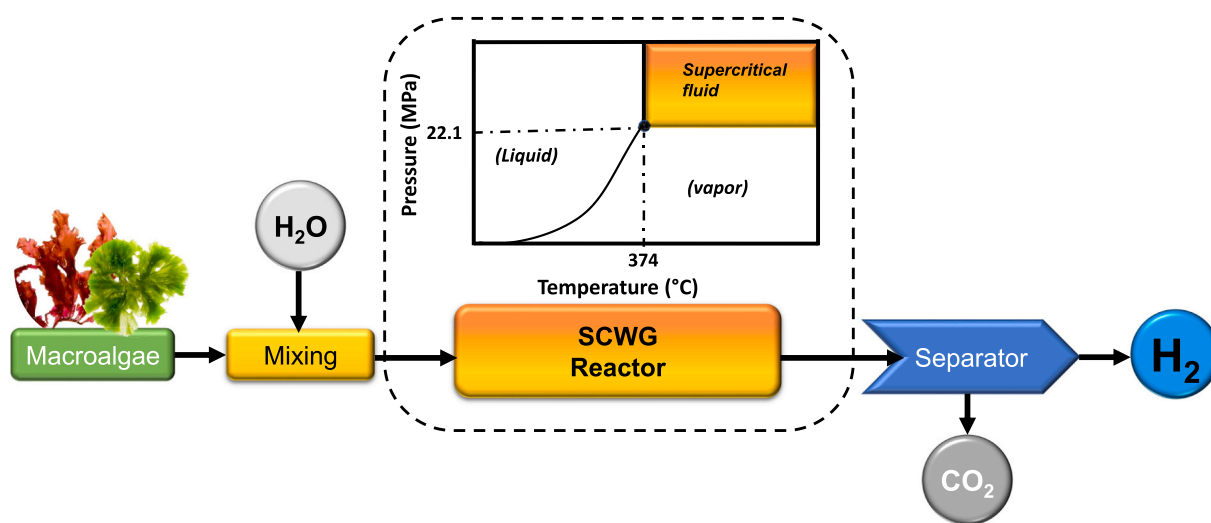 Pressure (MPa)
22.1
Supercritical
fluid
(Liquid)
(vapor)
374
Temperature (°C)
H₂O
Macroalgae
Mixing
SCWG
Reactor
Separator
H₂
CO₂